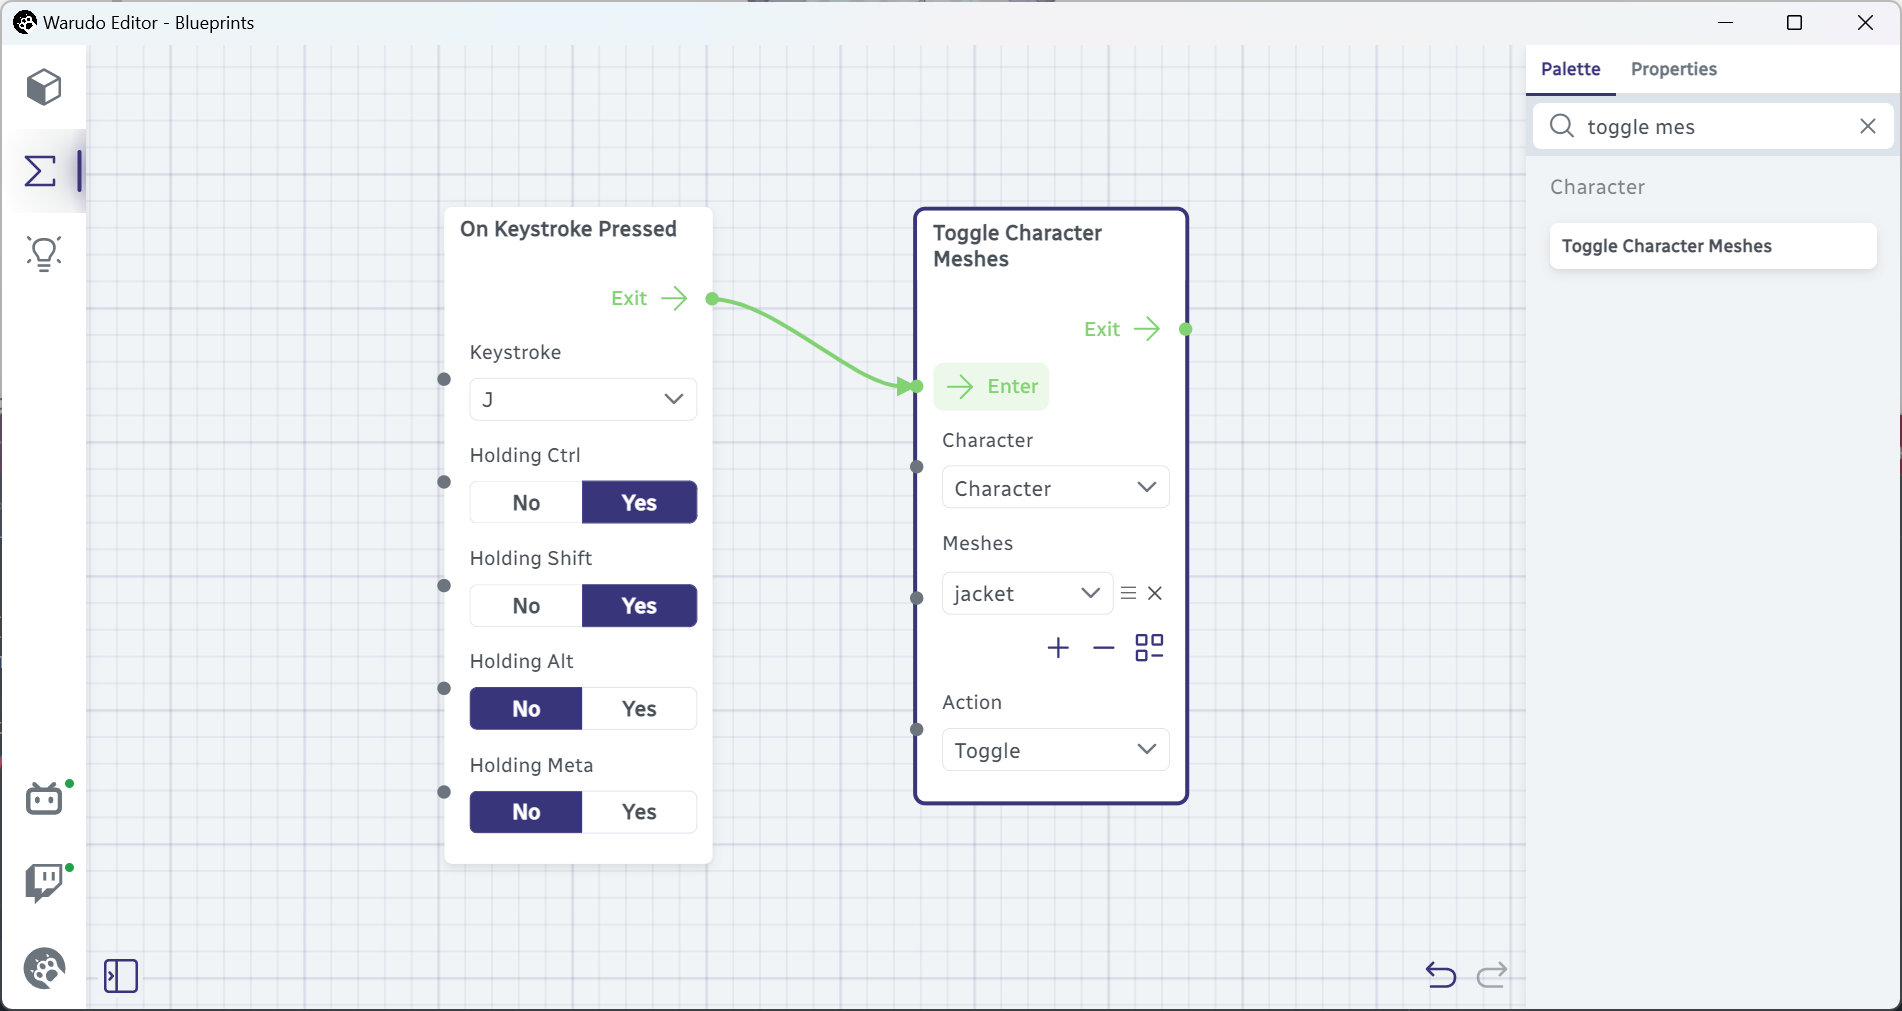 Warudo Editor - Blueprints
Palette
Properties
toggle mes
Character
Toggle Character Meshes
On Keystroke Pressed
Exit
Keystroke
J
Holding Ctrl
No
Yes
Holding Shift
No
Yes
Holding Alt
No
Yes
Holding Meta
No
Yes
Toggle Character
Meshes
Exit
Enter
Character
Character
Meshes
jacket
Action
Toggle